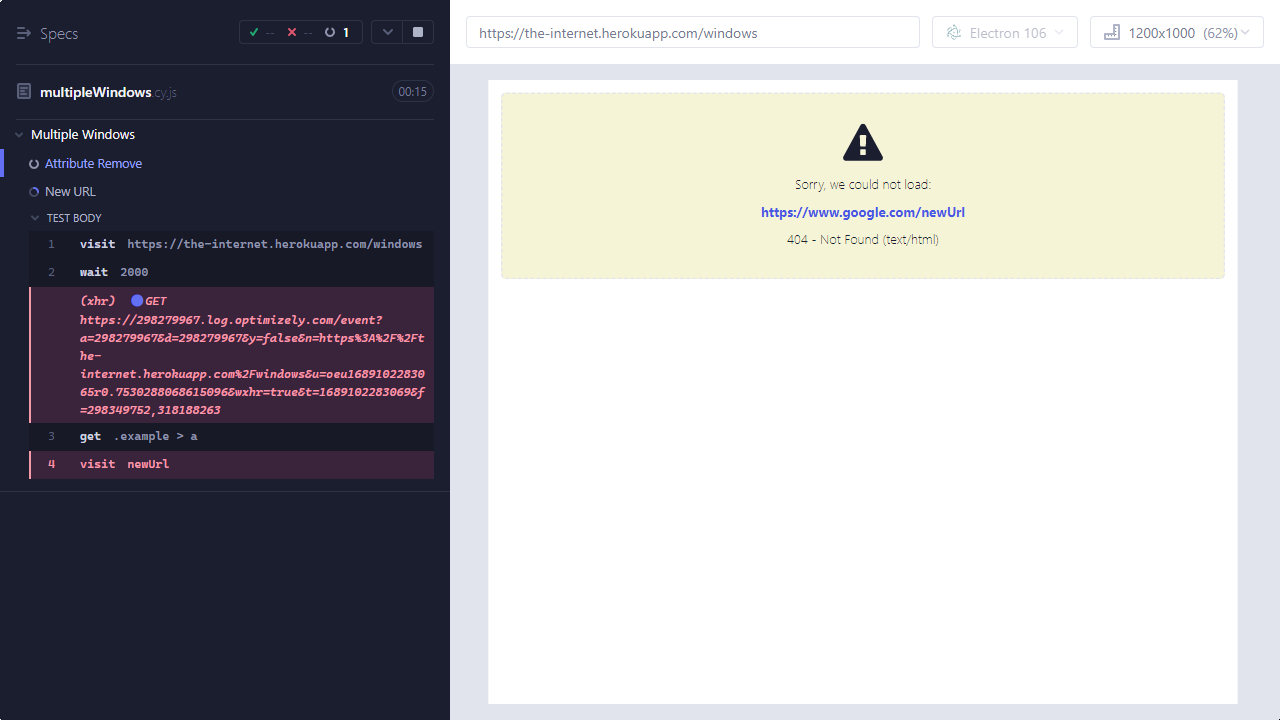 Specs
--
--
1
multipleWindows cy.js
00:15
Multiple Windows
Attribute Remove
New URL
TEST BODY
1 visit https://the-internet.herokuapp.com/windows
2 wait 2000
(xhr) GET
https://298279967.log.optimizely.com/event?
a=298279967&d=298279967&y=false&n=https%3A%2F%2Ft
he-
internet.herokuapp.com%2Fwindows&u=oeu16891022830
65r0.7530288068615096&wxhr=true&t=1689102283069&f
=298349752,318188263
3 get .example > a
4 visit newUrl
https://the-internet.herokuapp.com/windows
Electron 106
1200x1000 (62%)
Sorry, we could not load:
https://www.google.com/newUrl
404 - Not Found (text/html)